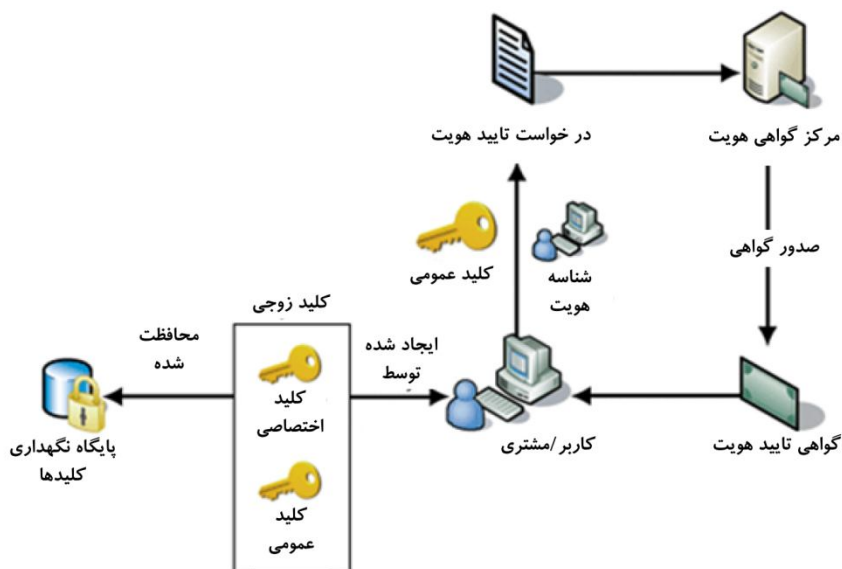 در خواست تایید هویت
مرکز گواهی هویت
کلید عمومی
شناسه
هویت
صدور گواهی
کلید زوجی
محافظت
شده
ایجاد شده
توسط
کلید
اختصاصی
کلید
عمومی
پایگاه نگهداری
کلیدها
کاربر/مشتری
گواهی تایید هویت